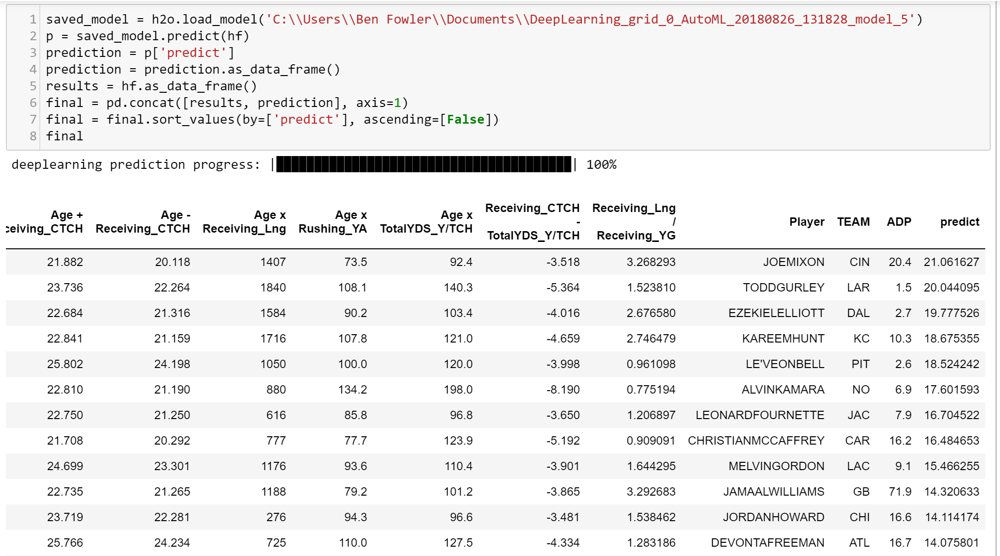 1 saved_model = h2o.load_model('C:\\Users\\Ben Fowler\\Documents\\DeepLearning_grid_0_AutoML_20180826_131828_model_5')
2 p = saved_model.predict(hf)
3 prediction = p['predict']
4 prediction = prediction.as_data_frame()
5 results = hf.as_data_frame()
6 final = pd.concat([results, prediction], axis=1)
7 final = final.sort_values(by=['predict'], ascending=[False])
8 final
deeplearning prediction progress: |███████████████████████████████████████| 100%
Receiving_CTCH Receiving_Lng
Age + Age - Age x Age x Age x
- / Player TEAM ADP predict
ceiving_CTCH Receiving_CTCH Receiving_Lng Rushing_YA TotalYDS_Y/TCH
TotalYDS_Y/TCH Receiving_YG
21.882 20.118 1407 73.5 92.4 -3.518 3.268293 JOEMIXON CIN 20.4 21.061627
23.736 22.264 1840 108.1 140.3 -5.364 1.523810 TODDGURLEY LAR 1.5 20.044095
22.684 21.316 1584 90.2 103.4 -4.016 2.676580 EZEKIELELLIOTT DAL 2.7 19.777526
22.841 21.159 1716 107.8 121.0 -4.659 2.746479 KAREEMHUNT KC 10.3 18.675355
25.802 24.198 1050 100.0 120.0 -3.998 0.961098 LE'VEONBELL PIT 2.6 18.524242
22.810 21.190 880 134.2 198.0 -8.190 0.775194 ALVINKAMARA NO 6.9 17.601593
22.750 21.250 616 85.8 96.8 -3.650 1.206897 LEONARDFOURNETTE JAC 7.9 16.704522
21.708 20.292 777 77.7 123.9 -5.192 0.909091 CHRISTIANMCCAFFREY CAR 16.2 16.484653
24.699 23.301 1176 93.6 110.4 -3.901 1.644295 MELVINGORDON LAC 9.1 15.466255
22.735 21.265 1188 79.2 101.2 -3.865 3.292683 JAMAALWILLIAMS GB 71.9 14.320633
23.719 22.281 276 94.3 96.6 -3.481 1.538462 JORDANHOWARD CHI 16.6 14.114174
25.766 24.234 725 110.0 127.5 -4.334 1.283186 DEVONTAFREEMAN ATL 16.7 14.075801